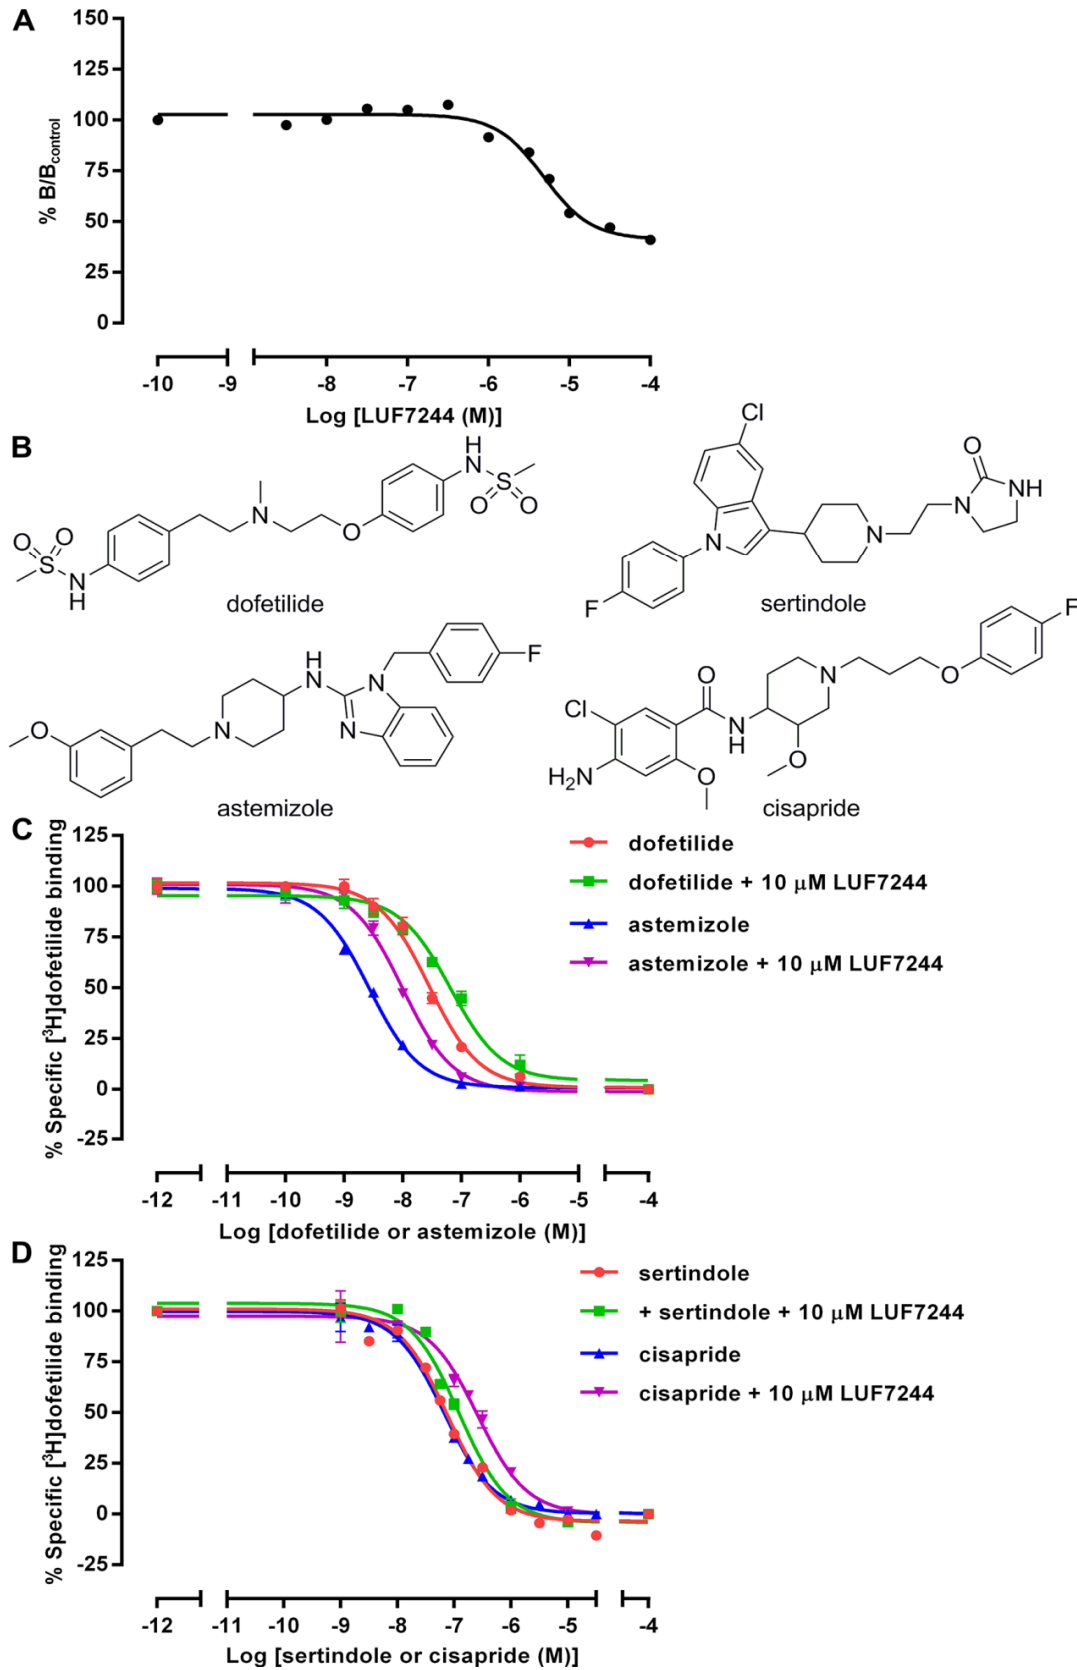 A
150
125
100
75
50
25
0
% B/Bcontrol
-10 -9 -8 -7 -6 -5 -4
Log [LUF7244 (M)]
B
H
N
S
O O
N
O
O O
S
N
H
dofetilide
Cl
O
N NH
N
N
F
sertindole
H
N
N
N
N
O
F
astemizole
F
O
N
O
Cl
N
H
O
H2N
O
cisapride
C
125
100
75
50
25
0
-25
% Specific [³H]dofetilide binding
dofetilide
dofetilide + 10 μM LUF7244
astemizole
astemizole + 10 μM LUF7244
-12 -11 -10 -9 -8 -7 -6 -5 -4
Log [dofetilide or astemizole (M)]
D
125
100
75
50
25
0
-25
% Specific [³H]dofetilide binding
sertindole
+ sertindole + 10 μM LUF7244
cisapride
cisapride + 10 μM LUF7244
-12 -11 -10 -9 -8 -7 -6 -5 -4
Log [sertindole or cisapride (M)]